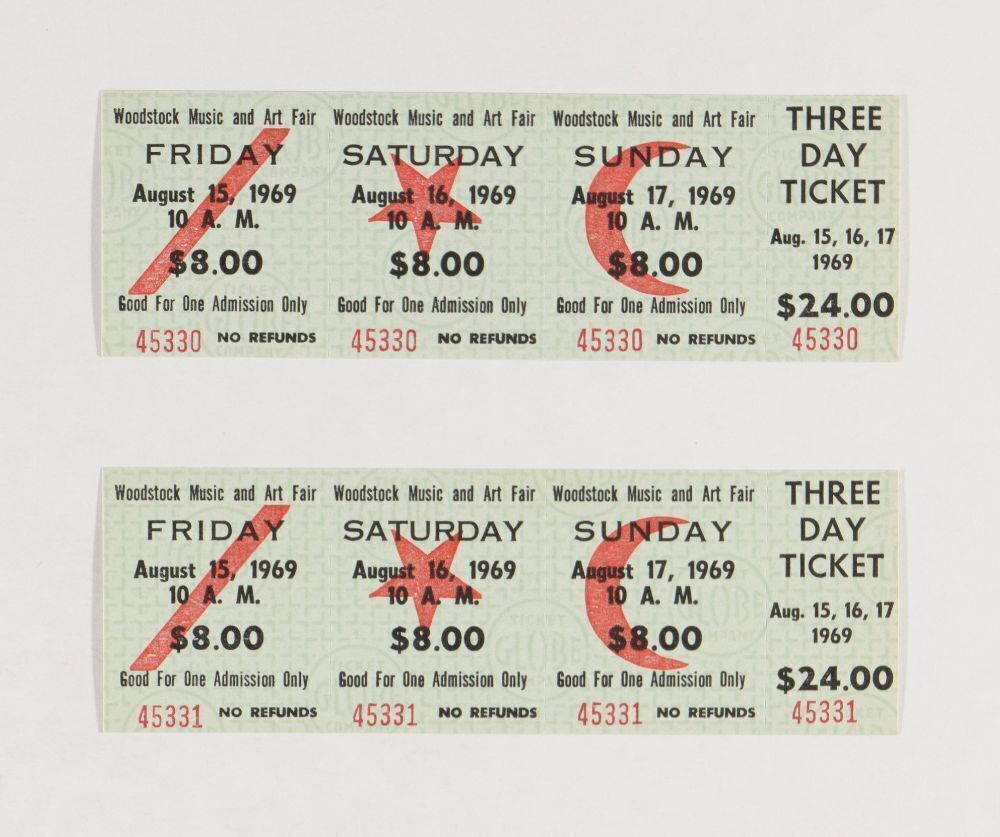 Woodstock Music and Art Fair
FRIDAY
August 15, 1969
10 A. M.
$8.00
Good For One Admission Only
45330 NO REFUNDS
Woodstock Music and Art Fair
SATURDAY
August 16, 1969
10 A. M.
$8.00
Good For One Admission Only
45330 NO REFUNDS
Woodstock Music and Art Fair
SUNDAY
August 17, 1969
10 A. M.
$8.00
Good For One Admission Only
45330 NO REFUNDS
THREE
DAY
TICKET
Aug. 15, 16, 17
1969
$24.00
45330
Woodstock Music and Art Fair
FRIDAY
August 15, 1969
10 A. M.
$8.00
Good For One Admission Only
45331 NO REFUNDS
Woodstock Music and Art Fair
SATURDAY
August 16, 1969
10 A. M.
$8.00
Good For One Admission Only
45331 NO REFUNDS
Woodstock Music and Art Fair
SUNDAY
August 17, 1969
10 A. M.
$8.00
Good For One Admission Only
45331 NO REFUNDS
THREE
DAY
TICKET
Aug. 15, 16, 17
1969
$24.00
45331